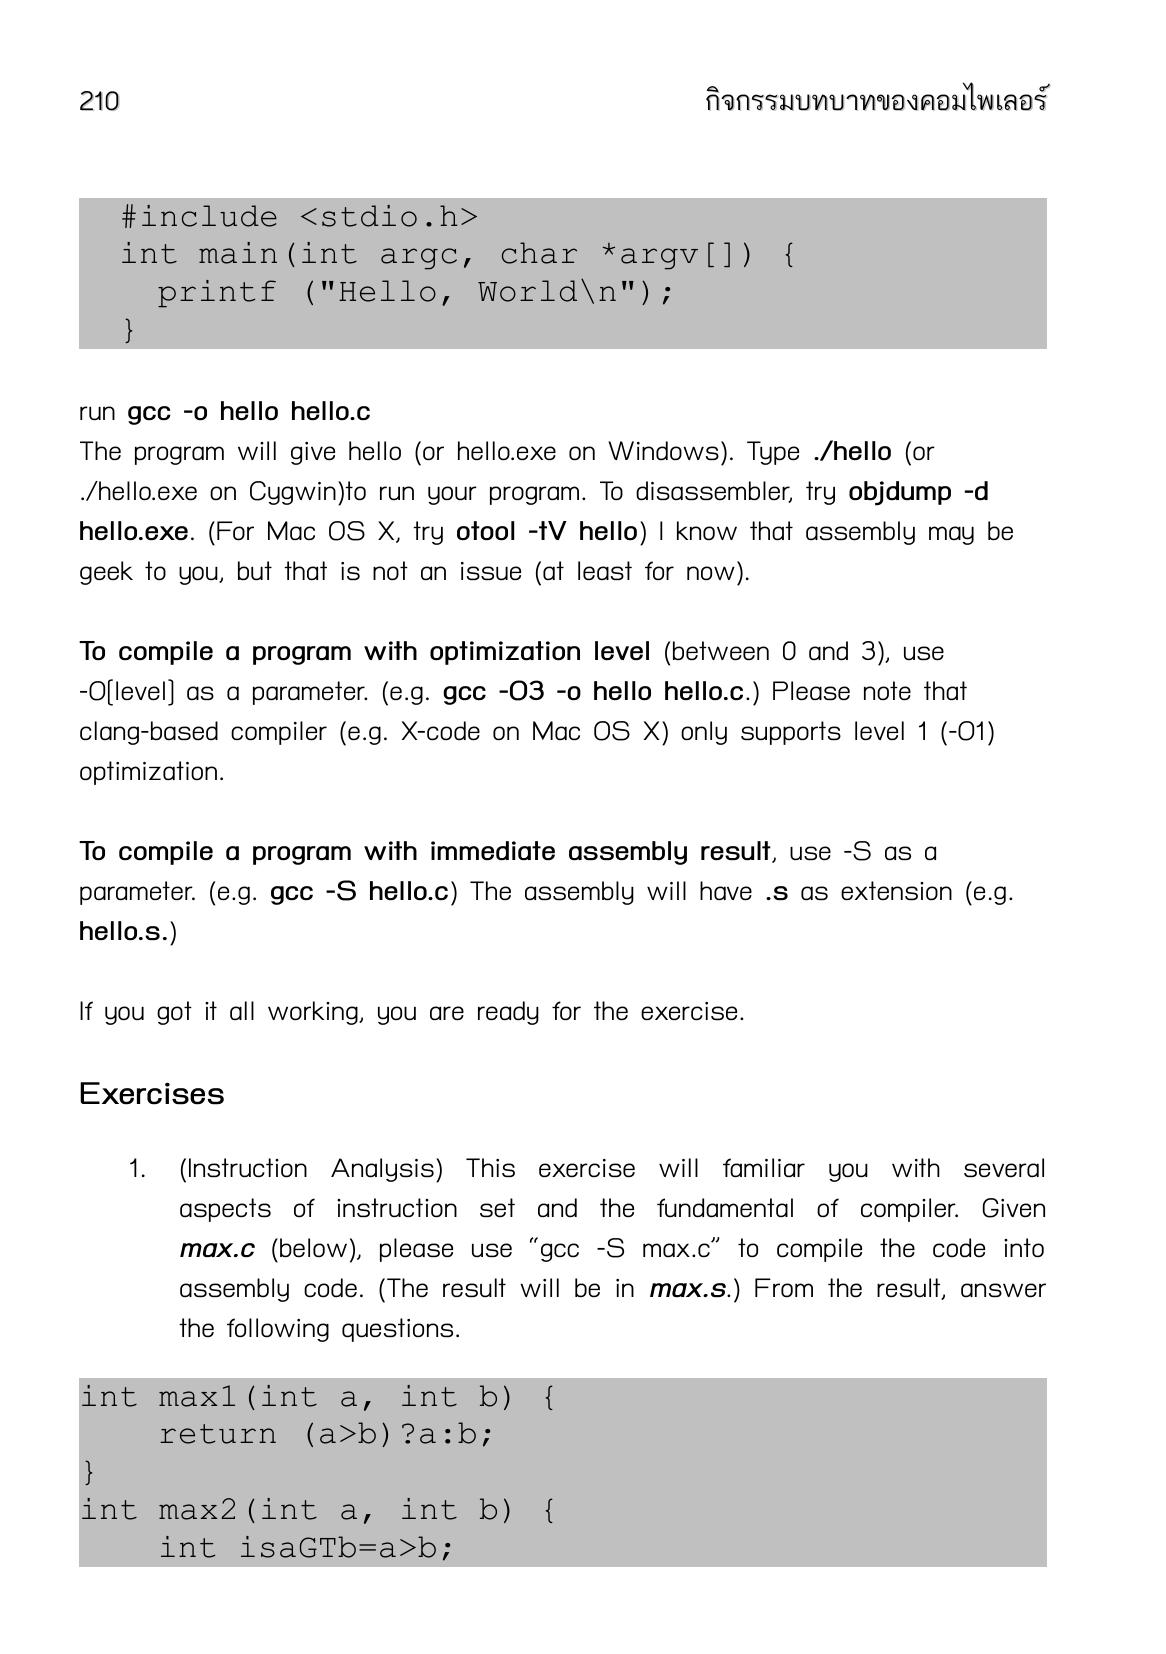 210
กิจกรรมบทบาทของคอมไพเลอร์
#include <stdio.h>
int main(int argc, char *argv[]) {
printf ("Hello, World\n");
}
run gcc -o hello hello.c
The program will give hello (or hello.exe on Windows). Type ./hello (or
./hello.exe on Cygwin)to run your program. To disassembler, try objdump -d
hello.exe. (For Mac OS X, try otool -tV hello) I know that assembly may be
geek to you, but that is not an issue (at least for now).
To compile a program with optimization level (between 0 and 3), use
-O[level] as a parameter. (e.g. gcc -O3 -o hello hello.c.) Please note that
clang-based compiler (e.g. X-code on Mac OS X) only supports level 1 (-O1)
optimization.
To compile a program with immediate assembly result, use -S as a
parameter. (e.g. gcc -S hello.c) The assembly will have .s as extension (e.g.
hello.s.)
If you got it all working, you are ready for the exercise.
Exercises
1. (Instruction Analysis) This exercise will familiar you with several
aspects of instruction set and the fundamental of compiler. Given
max.c (below), please use “gcc -S max.c” to compile the code into
assembly code. (The result will be in max.s.) From the result, answer
the following questions.
int max1(int a, int b) {
return (a>b)?a:b;
}
int max2(int a, int b) {
int isaGTb=a>b;